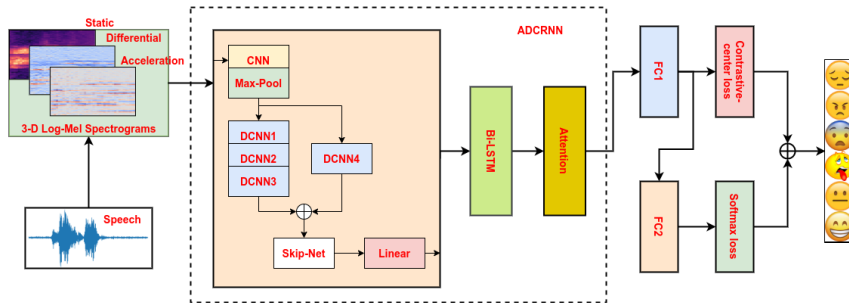 Static
Differential
Acceleration
3-D Log-Mel Spectrograms
Speech
ADCRNN
CNN
Max-Pool
DCNN1
DCNN2
DCNN3
DCNN4
Skip-Net
Linear
Bi-LSTM
Attention
FC1
Contrastive-
center loss
FC2
Softmax loss